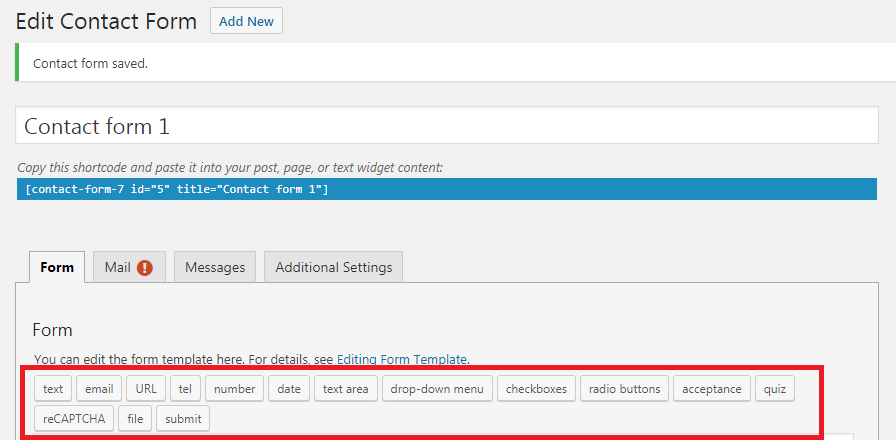 Edit Contact Form Add New
Contact form saved.
Contact form 1
Copy this shortcode and paste it into your post, page, or text widget content:
[contact-form-7 id="5" title="Contact form 1"]
Form Mail ! Messages Additional Settings
Form
You can edit the form template here. For details, see Editing Form Template.
text email URL tel number date text area drop-down menu checkboxes radio buttons acceptance quiz
reCAPTCHA file submit